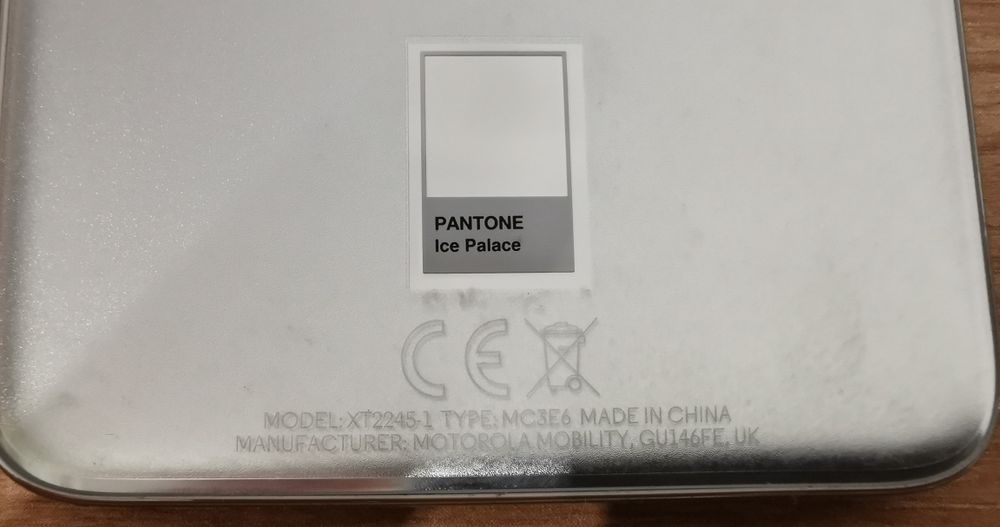 PANTONE
Ice Palace
CE
MODEL: XT2245-1 TYPE: MC3E6 MADE IN CHINA
MANUFACTURER: MOTOROLA MOBILITY, GU146FE, UK